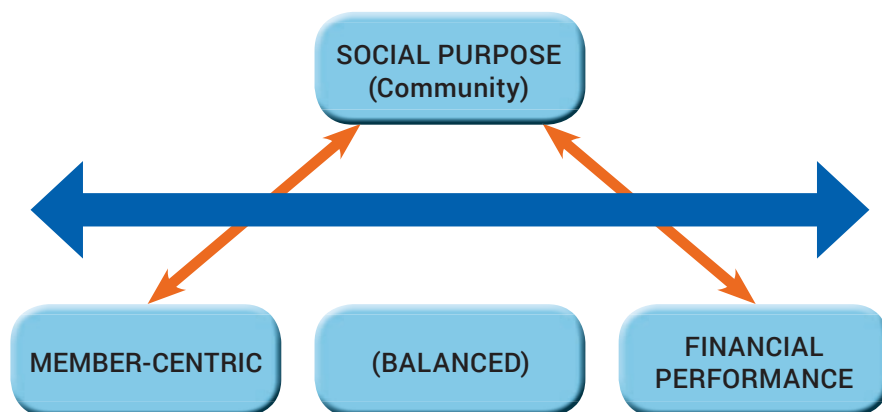 SOCIAL PURPOSE
(Community)
MEMBER-CENTRIC
(BALANCED)
FINANCIAL
PERFORMANCE